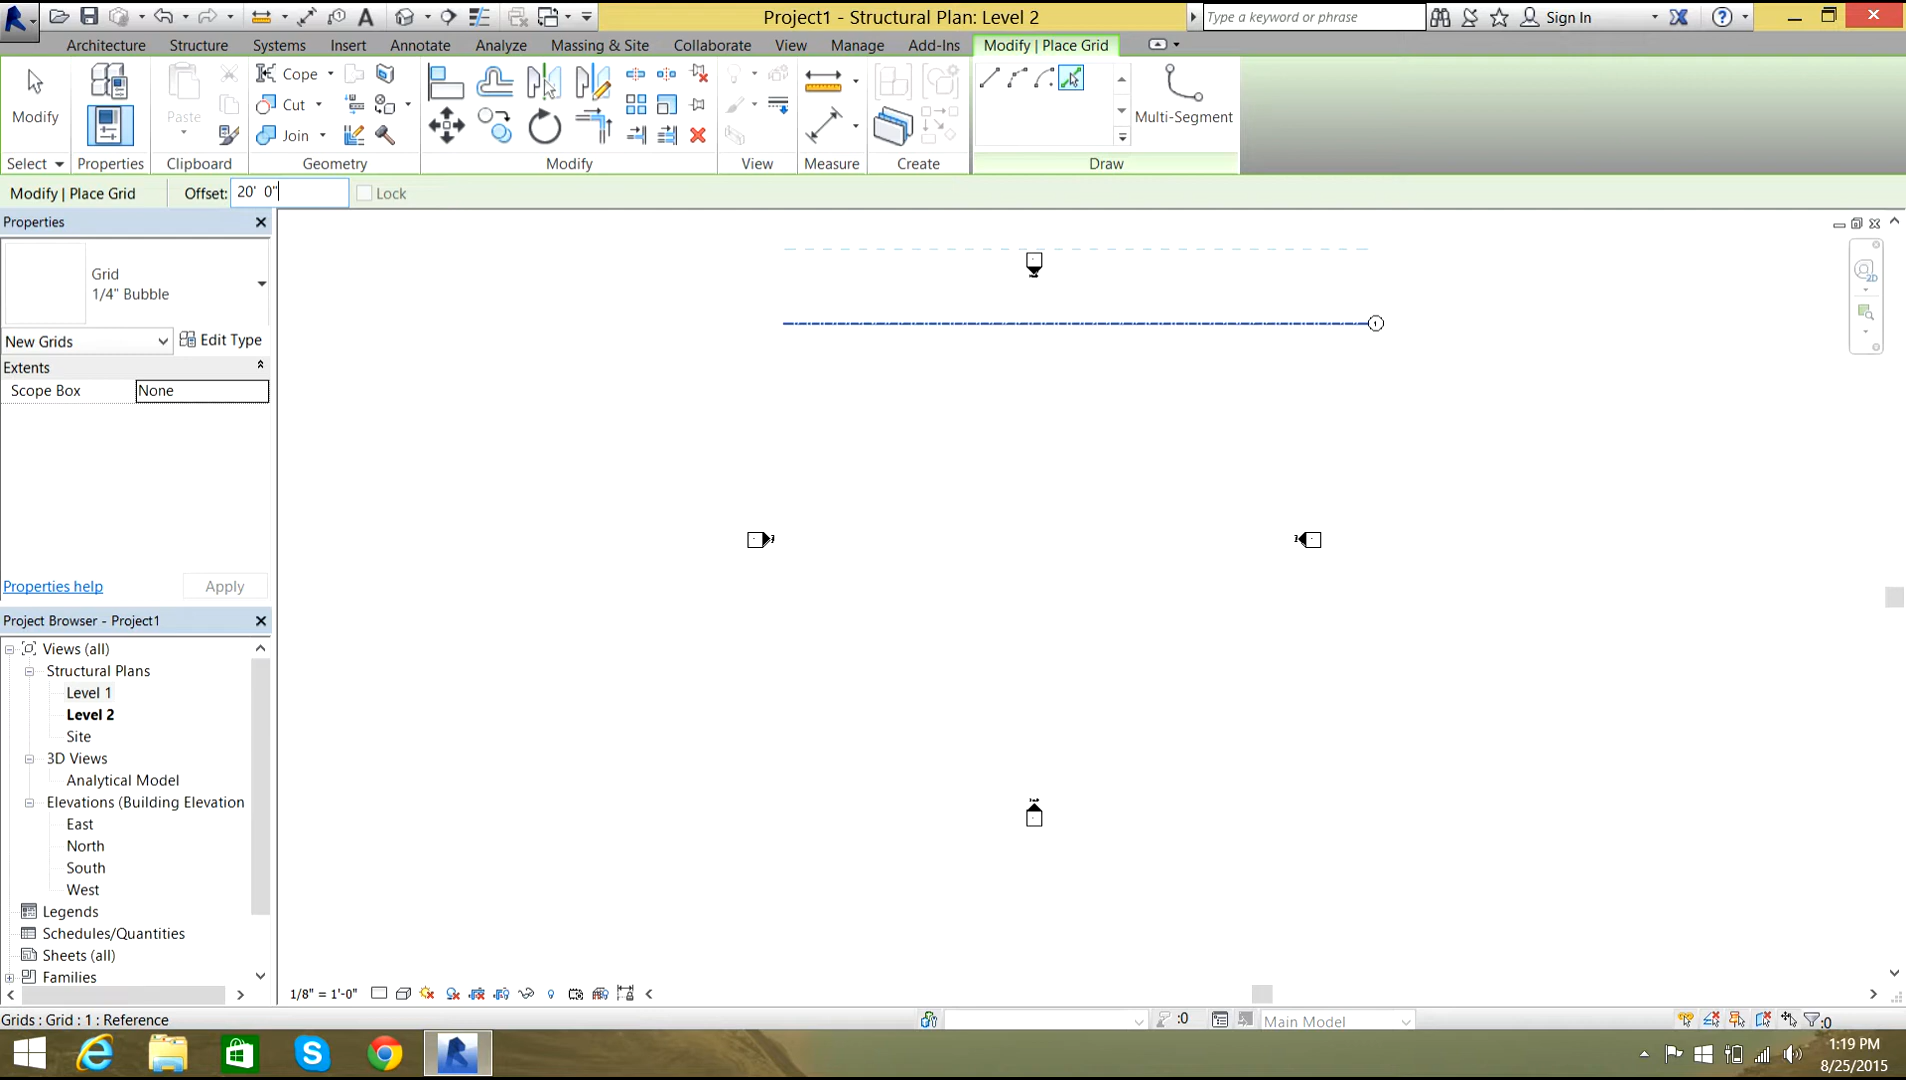 Project1 - Structural Plan: Level 2
Type a keyword or phrase
Sign In
Architecture
Structure
Systems
Insert
Annotate
Analyze
Massing & Site
Collaborate
View
Manage
Add-Ins
Modify | Place Grid
Modify
Paste
Cope
Cut
Join
Multi-Segment
Select
Properties
Clipboard
Geometry
Modify
View
Measure
Create
Draw
Modify | Place Grid
Offset:
20' 0"
Lock
Properties
Grid
1/4" Bubble
New Grids
Edit Type
Extents
Scope Box
None
Properties help
Apply
Project Browser - Project1
Views (all)
Structural Plans
Level 1
Level 2
Site
3D Views
Analytical Model
Elevations (Building Elevation
East
North
South
West
Legends
Schedules/Quantities
Sheets (all)
Families
1
2D
1/8" = 1'-0"
Grids : Grid : 1 : Reference
:0
Main Model
:0
1:19 PM
8/25/2015